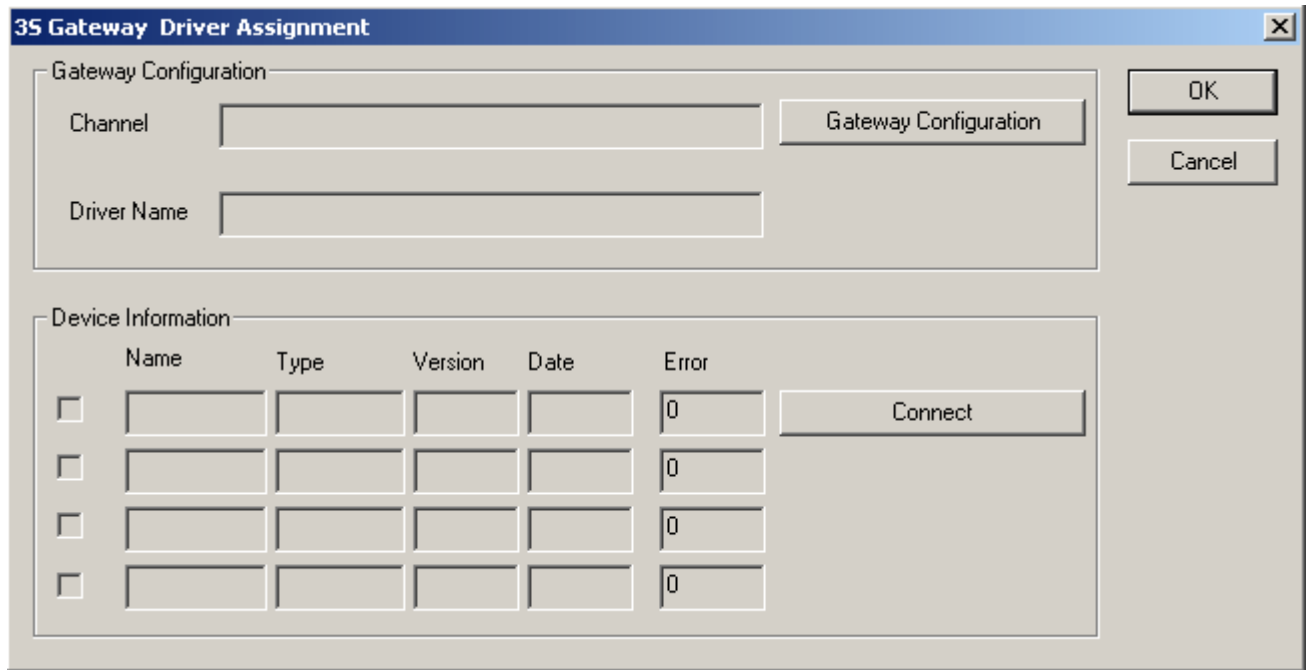 3S Gateway  Driver Assignment
Gateway Configuration
OK
Channel
Gateway Configuration
Cancel
Driver Name
Device Information
Name Type Version Date Error
0 Connect
0
0
0